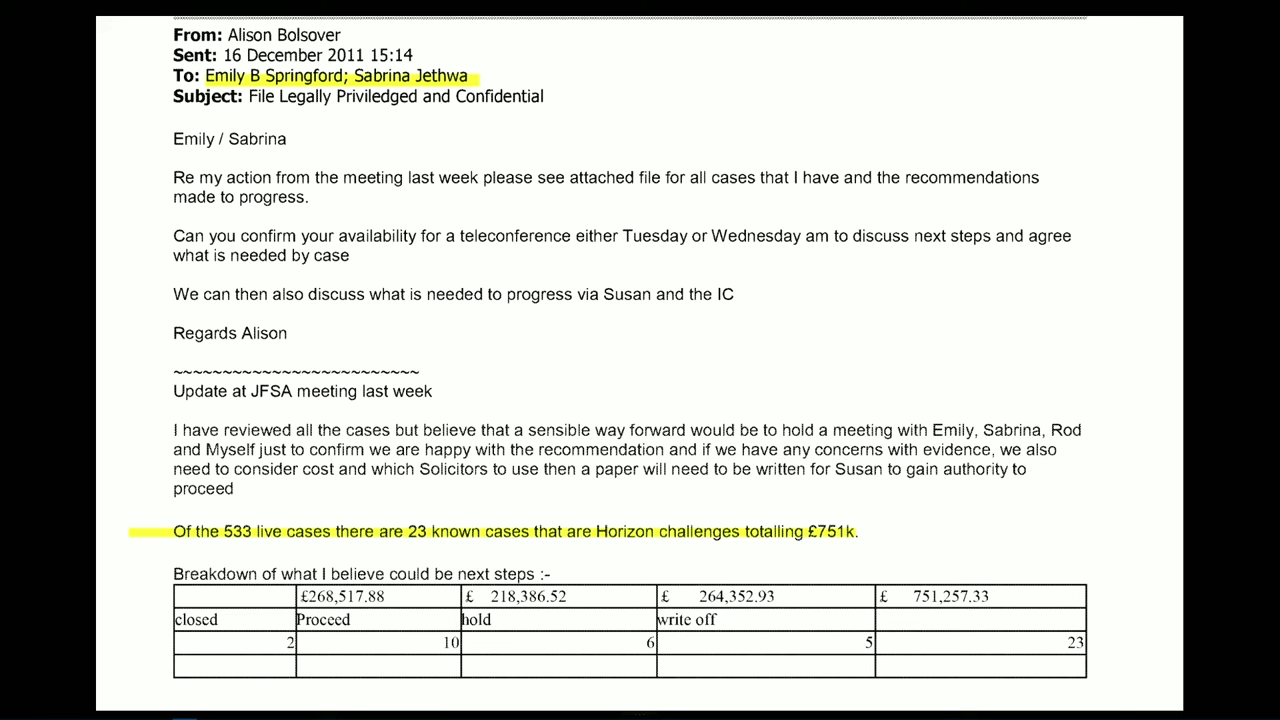 From: Alison Bolsover
Sent: 16 December 2011 15:14
To: Emily B Springford; Sabrina Jethwa
Subject: File Legally Priviledged and Confidential
Emily / Sabrina
Re my action from the meeting last week please see attached file for all cases that I have and the recommendations
made to progress.
Can you confirm your availability for a teleconference either Tuesday or Wednesday am to discuss next steps and agree
what is needed by case
We can then also discuss what is needed to progress via Susan and the IC
Regards Alison
~~~~~~~~~~~~~~~~~~~~~~~~~
Update at JFSA meeting last week
I have reviewed all the cases but believe that a sensible way forward would be to hold a meeting with Emily, Sabrina, Rod
and Myself just to confirm we are happy with the recommendation and if we have any concerns with evidence, we also
need to consider cost and which Solicitors to use then a paper will need to be written for Susan to gain authority to
proceed
Of the 533 live cases there are 23 known cases that are Horizon challenges totalling £751k.
Breakdown of what I believe could be next steps :-
£268,517.88 £ 218,386.52 £ 264,352.93 £ 751,257.33
closed Proceed hold write off
2 10 6 5 23